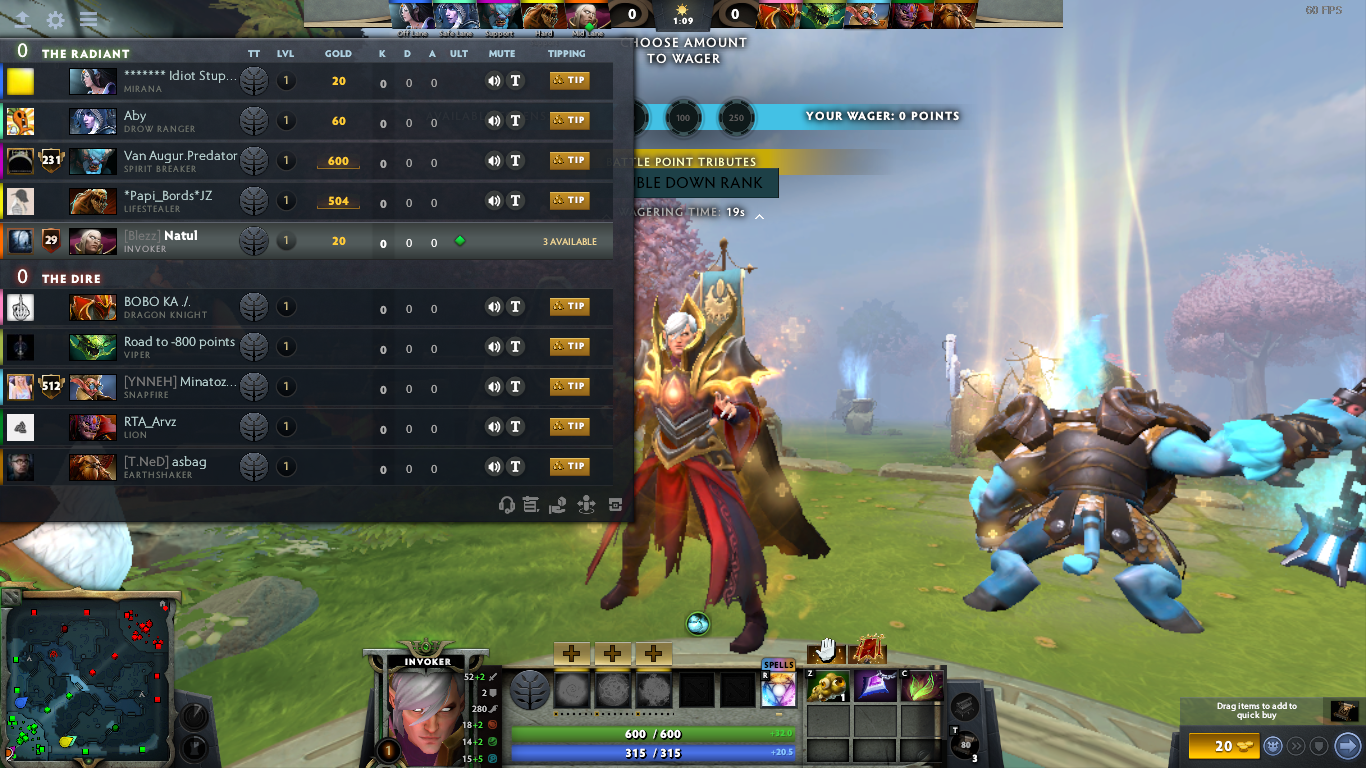 60 FPS
0 1:09 0
Off Lane Safe Lane Support Hard Mid Lane
CHOOSE AMOUNT
TO WAGER
100 250 YOUR WAGER: 0 POINTS
TTLE POINT TRIBUTES
BLE DOWN RANK
AGERING TIME: 19s
0 THE RADIANT TT LVL GOLD K D A ULT MUTE TIPPING
******* Idiot Stup... 1 20 0 0 0 T TIP
MIRANA
Aby 1 60 0 0 0 T TIP
DROW RANGER
231 Van Augur.Predator 1 600 0 0 0 T TIP
SPIRIT BREAKER
*Papi_Bords*JZ 1 504 0 0 0 T TIP
LIFESTEALER
29 [Blezz] Natul 1 20 0 0 0 3 AVAILABLE
INVOKER
0 THE DIRE
BOBO KA ./. 1 0 0 0 T TIP
DRAGON KNIGHT
Road to -800 points 1 0 0 0 T TIP
VIPER
512 [YNNEH] Minatoz... 1 0 0 0 T TIP
SNAPFIRE
RTA_Arvz 1 0 0 0 T TIP
LION
[T.NeD] asbag 1 0 0 0 T TIP
EARTHSHAKER
INVOKER
52+2
2
280
18+2
14+2
15+5
1
SPELLS
R
600 / 600 +32.0
315 / 315 +20.5
Z C
T
80
3
Drag items to add to
quick buy
20